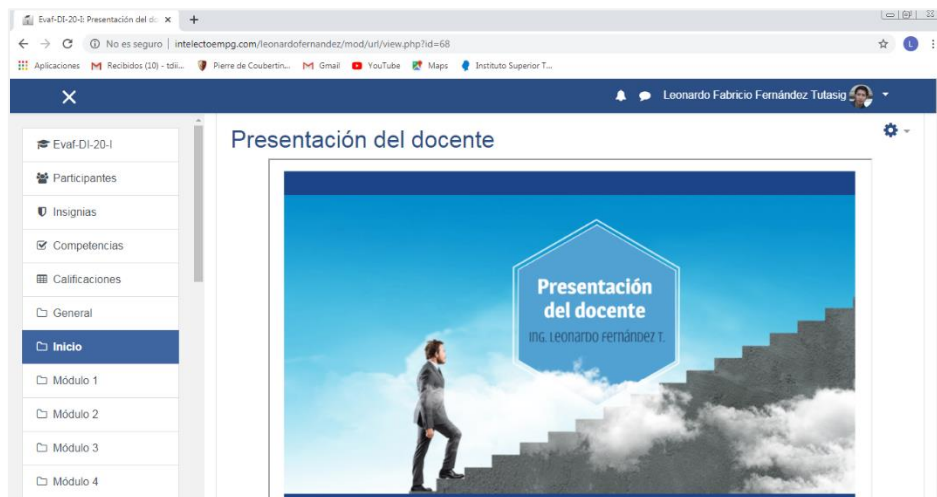 Evaf-DI-20-I: Presentación del do
No es seguro | intelectoempg.com/leonardofernandez/mod/url/view.php?id=68
L
Aplicaciones Recibidos (10) - tdii... Pierre de Coubertin... Gmail YouTube Maps Instituto Superior T...
Leonardo Fabricio Fernández Tutasig
Evaf-DI-20-I
Participantes
Insignias
Competencias
Calificaciones
General
Inicio
Módulo 1
Módulo 2
Módulo 3
Módulo 4
Presentación del docente
Presentación
del docente
ING. LEONARDO FERNÁNDEZ T.